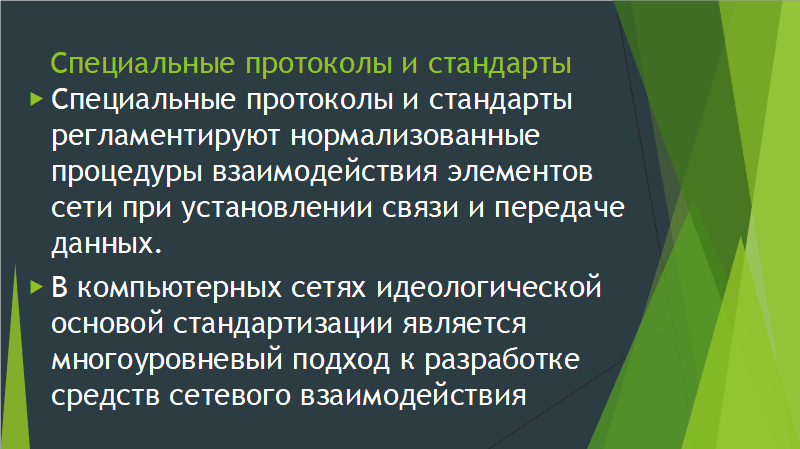 Специальные протоколы и стандарты
Специальные протоколы и стандарты
регламентируют нормализованные
процедуры взаимодействия элементов
сети при установлении связи и передаче
данных.
В компьютерных сетях идеологической
основой стандартизации является
многоуровневый подход к разработке
средств сетевого взаимодействия